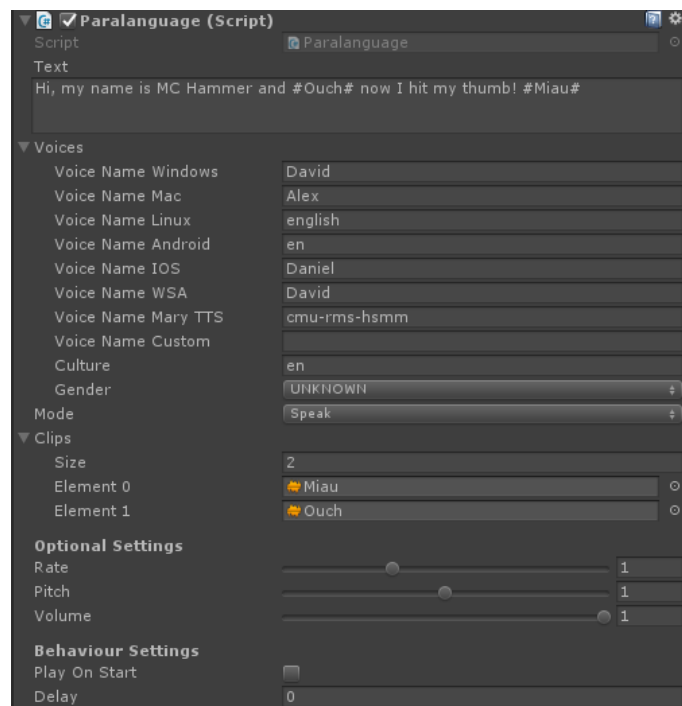 Paralanguage (Script)
Script Paralanguage
Text
Hi, my name is MC Hammer and #Ouch# now I hit my thumb! #Miau#
Voices
Voice Name Windows David
Voice Name Mac Alex
Voice Name Linux english
Voice Name Android en
Voice Name IOS Daniel
Voice Name WSA David
Voice Name Mary TTS cmu-rms-hsmm
Voice Name Custom
Culture en
Gender UNKNOWN
Mode Speak
Clips
Size 2
Element 0 Miau
Element 1 Ouch
Optional Settings
Rate 1
Pitch 1
Volume 1
Behaviour Settings
Play On Start
Delay 0